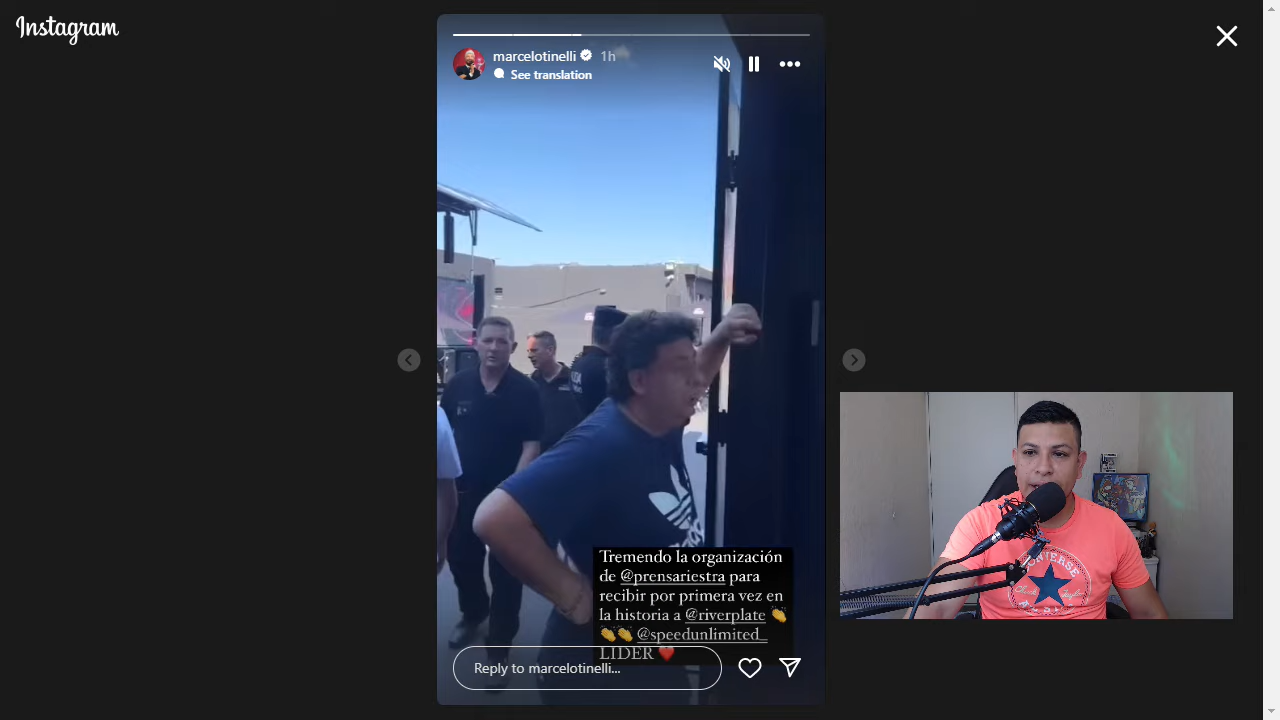 Instagram
marcelotinelli 1h
See translation
Tremendo la organización
de @prensariestra para
recibir por primera vez en
la historia a @riverplate 👏
👏👏 @speedunlimited_
LIDER ❤️
Reply to marcelotinelli...
adidas
CONVERSE